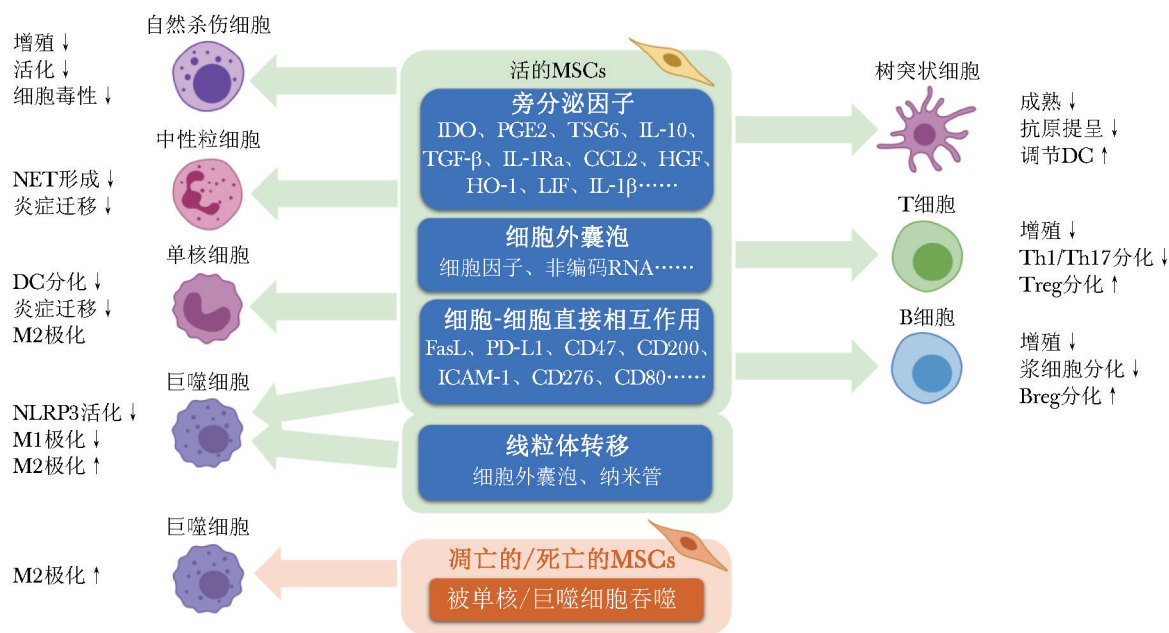 自然杀伤细胞
增殖↓
活化↓
细胞毒性↓
中性粒细胞
NET形成↓
炎症迁移↓
单核细胞
DC分化↓
炎症迁移↓
M2极化
巨噬细胞
NLRP3活化↓
M1极化↓
M2极化↑
巨噬细胞
M2极化↑
活的MSCs
旁分泌因子
IDO、PGE2、TSG6、IL-10、
TGF-β、IL-1Ra、CCL2、HGF、
HO-1、LIF、IL-1β……
细胞外囊泡
细胞因子、非编码RNA……
细胞-细胞直接相互作用
FasL、PD-L1、CD47、CD200、
ICAM-1、CD276、CD80……
线粒体转移
细胞外囊泡、纳米管
凋亡的/死亡的MSCs
被单核/巨噬细胞吞噬
树突状细胞
成熟↓
抗原提呈↓
调节DC↑
T细胞
增殖↓
Th1/Th17分化↓
Treg分化↑
B细胞
增殖↓
浆细胞分化↓
Breg分化↑